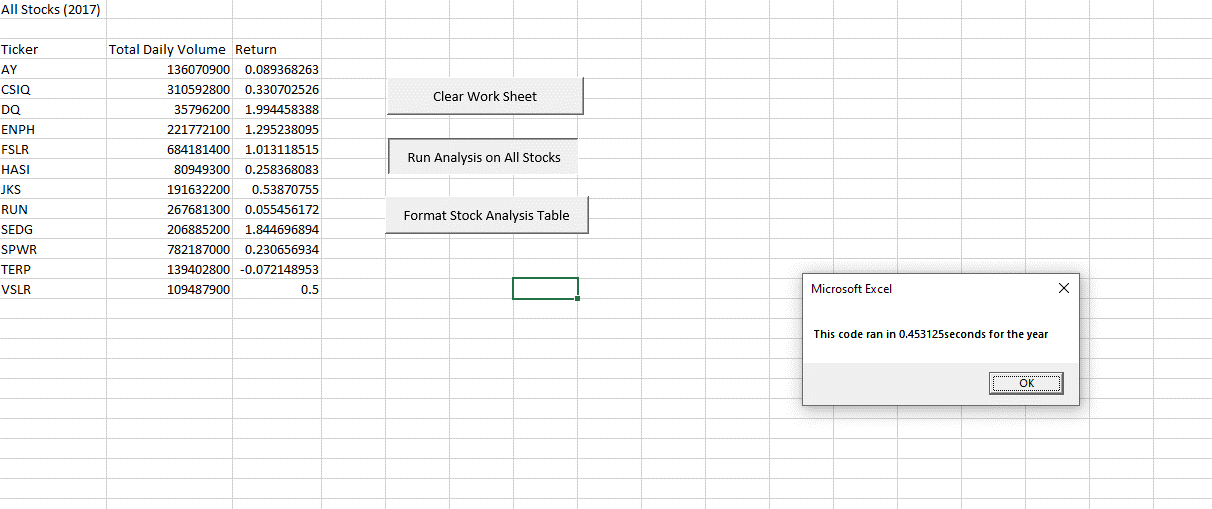 All Stocks (2017)
Ticker Total Daily Volume Return
AY 136070900 0.089368263
CSIQ 310592800 0.330702526
DQ 35796200 1.994458388
ENPH 221772100 1.295238095
FSLR 684181400 1.013118515
HASI 80949300 0.258368083
JKS 191632200 0.53870755
RUN 267681300 0.055456172
SEDG 206885200 1.844696894
SPWR 782187000 0.230656934
TERP 139402800 -0.072148953
VSLR 109487900 0.5
Clear Work Sheet
Run Analysis on All Stocks
Format Stock Analysis Table
Microsoft Excel
This code ran in 0.453125seconds for the year
OK